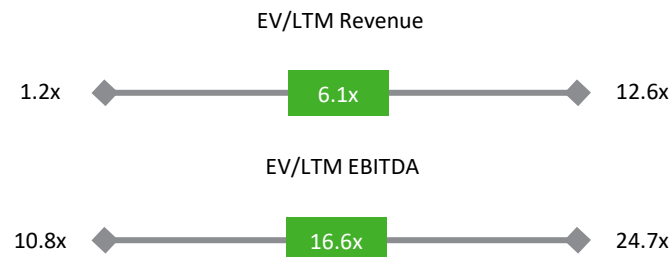 EV/LTM Revenue
1.2x 6.1x 12.6x
EV/LTM EBITDA
10.8x 16.6x 24.7x